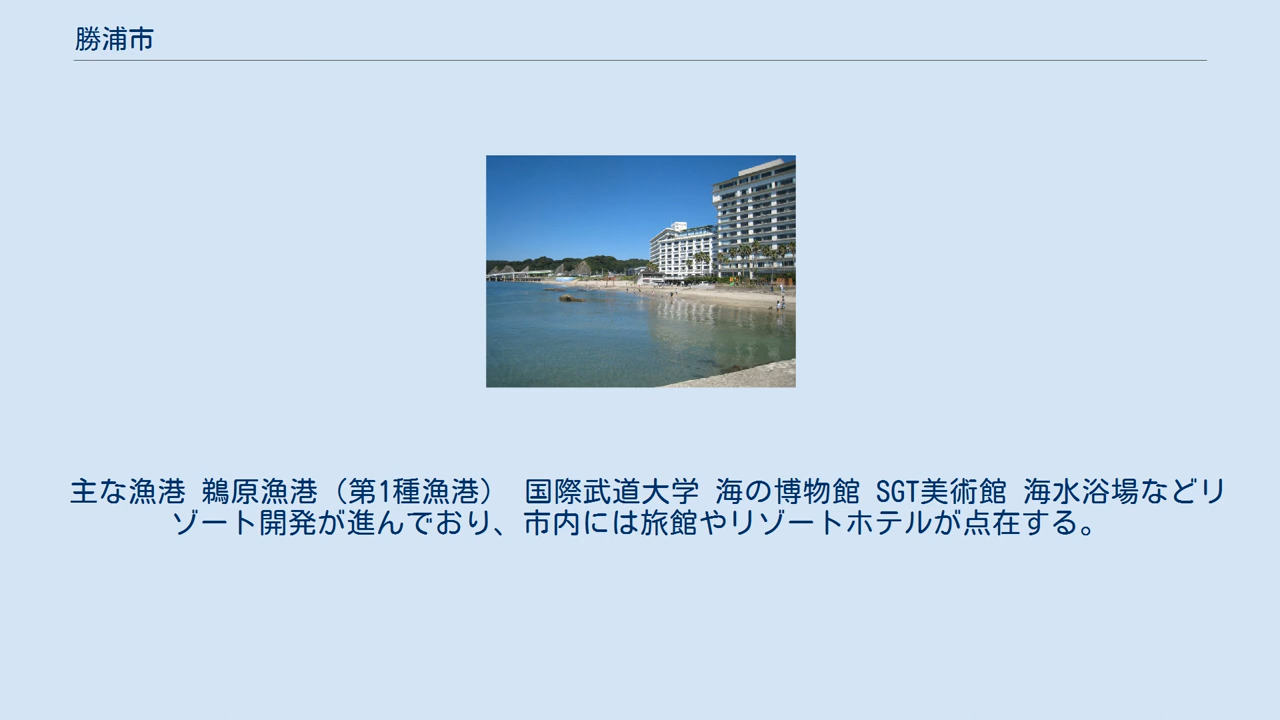 勝浦市
主な漁港 鵜原漁港（第1種漁港） 国際武道大学 海の博物館 SGT美術館 海水浴場などリ
ゾート開発が進んでおり、市内には旅館やリゾートホテルが点在する。